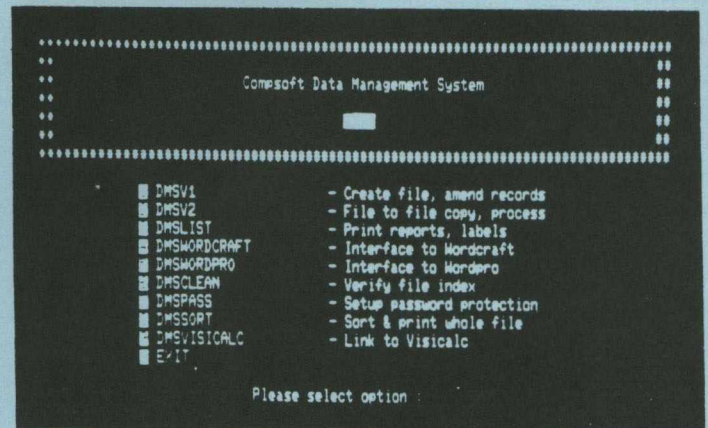 Compsoft Data Management System
DMSV1 - Create file, amend records
DMSV2 - File to file copy, process
DMSLIST - Print reports, labels
DMSWORDCRAFT - Interface to Wordcraft
DMSWORDPRO - Interface to Wordpro
DMSCLEAN - Verify file index
DMSPASS - Setup password protection
DMSSORT - Sort & print whole file
DMSVISICALC - Link to Visicalc
EXIT
Please select option :